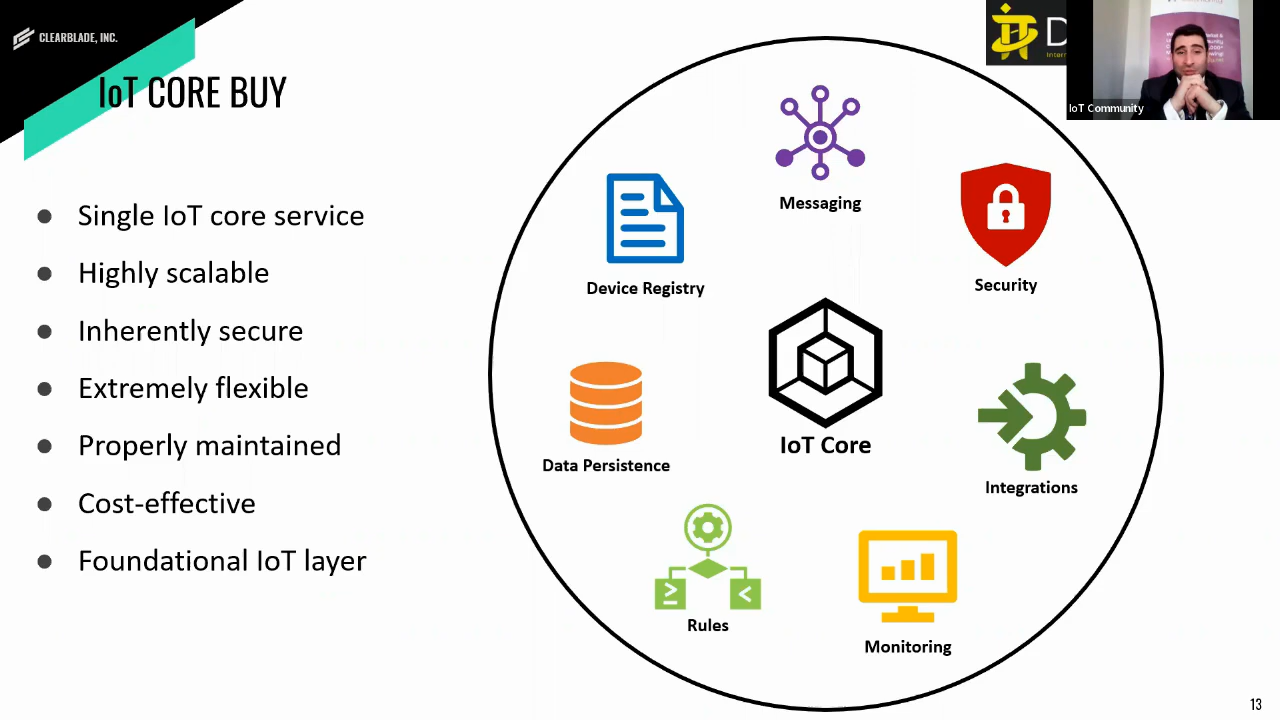 CLEARBLADE, INC.
IoT CORE BUY
● Single IoT core service
● Highly scalable
● Inherently secure
● Extremely flexible
● Properly maintained
● Cost-effective
● Foundational IoT layer
Messaging
Device Registry
Security
IoT Core
Data Persistence
Integrations
Rules
Monitoring
IoT Community
13